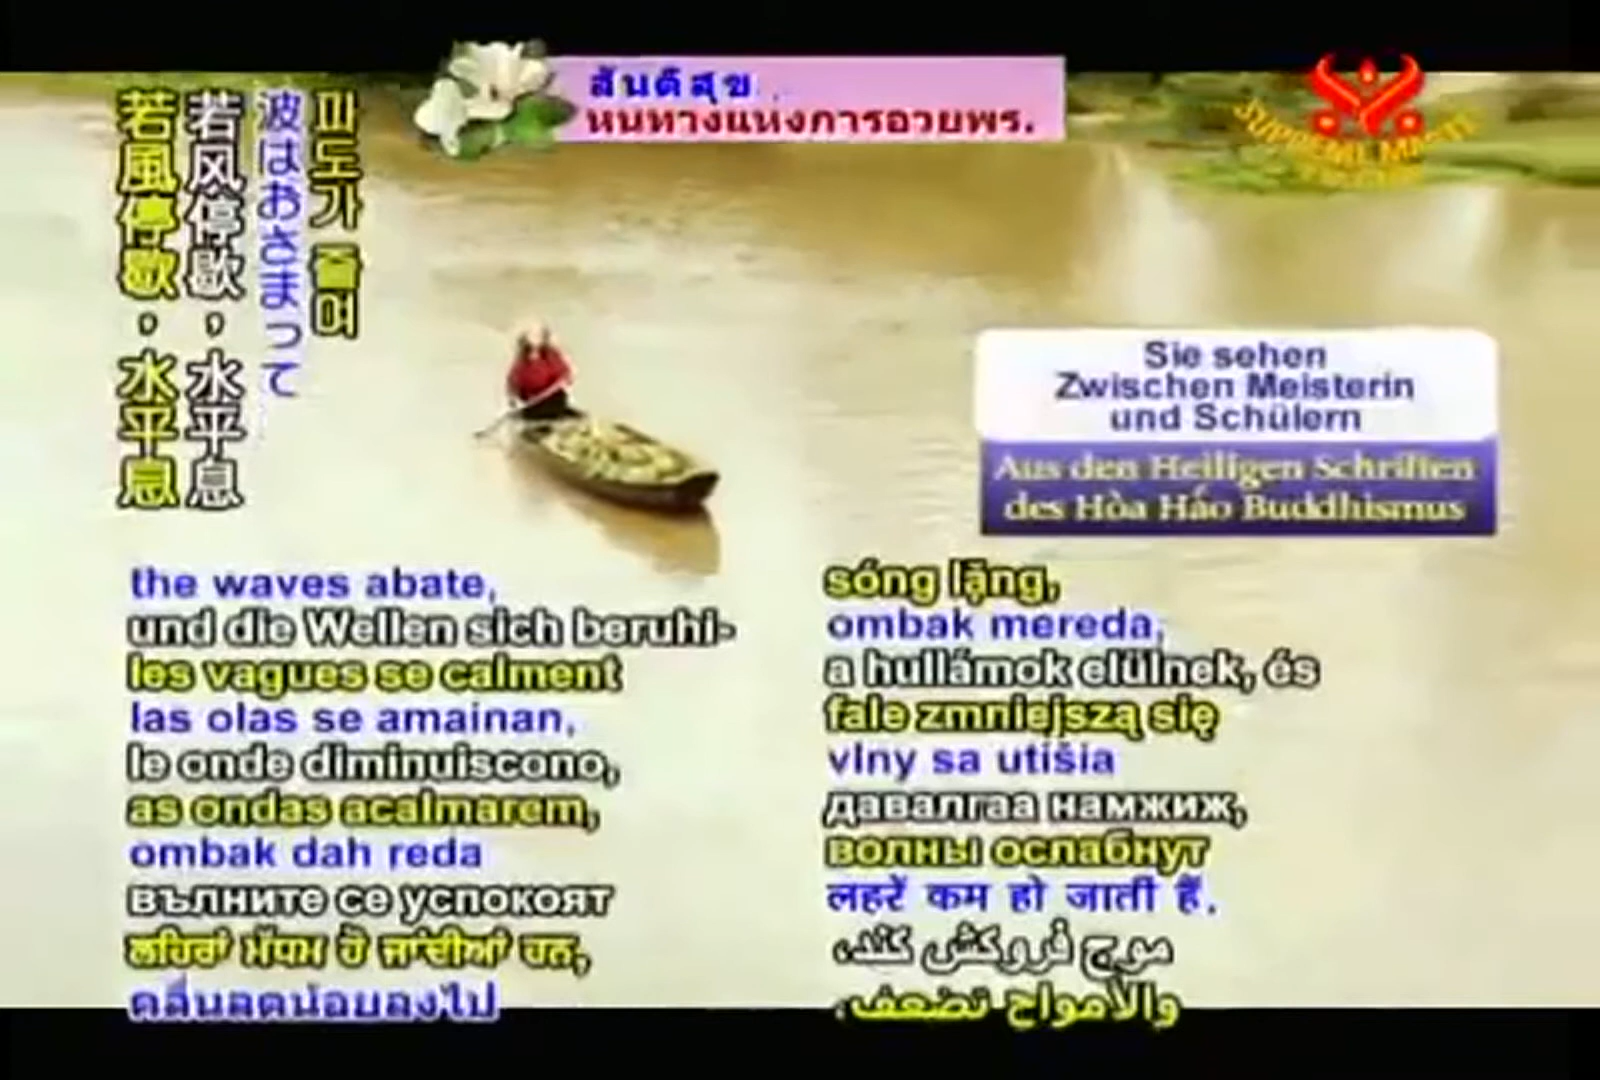 สันติสุข
หนทางแห่งการอวยพร.
SUPREME MASTER
파도가 줄여
波はおさまって
若风停歇，水平息
若風停歇，水平息
Sie sehen
Zwischen Meisterin
und Schülern
Aus den Heiligen Schriften
des Hòa Hảo Buddhismus
the waves abate,
und die Wellen sich beruhi-
les vagues se calment
las olas se amainan,
le onde diminuiscono,
as ondas acalmarem,
ombak dah reda
вълните се успокоят
ਲਹਿਰਾਂ ਮੱਧਮ ਹੋ ਜਾਂਦੀਆਂ ਹਨ,
คลื่นลดน้อยลงไป
sóng lặng,
ombak mereda,
a hullámok elülnek, és
fale zmniejszą się
vlny sa utíšia
давалгаа намжиж,
волны ослабнут
लहरें कम हो जाती हैं.
موج فروکش کند،
والأمواج تضعف،